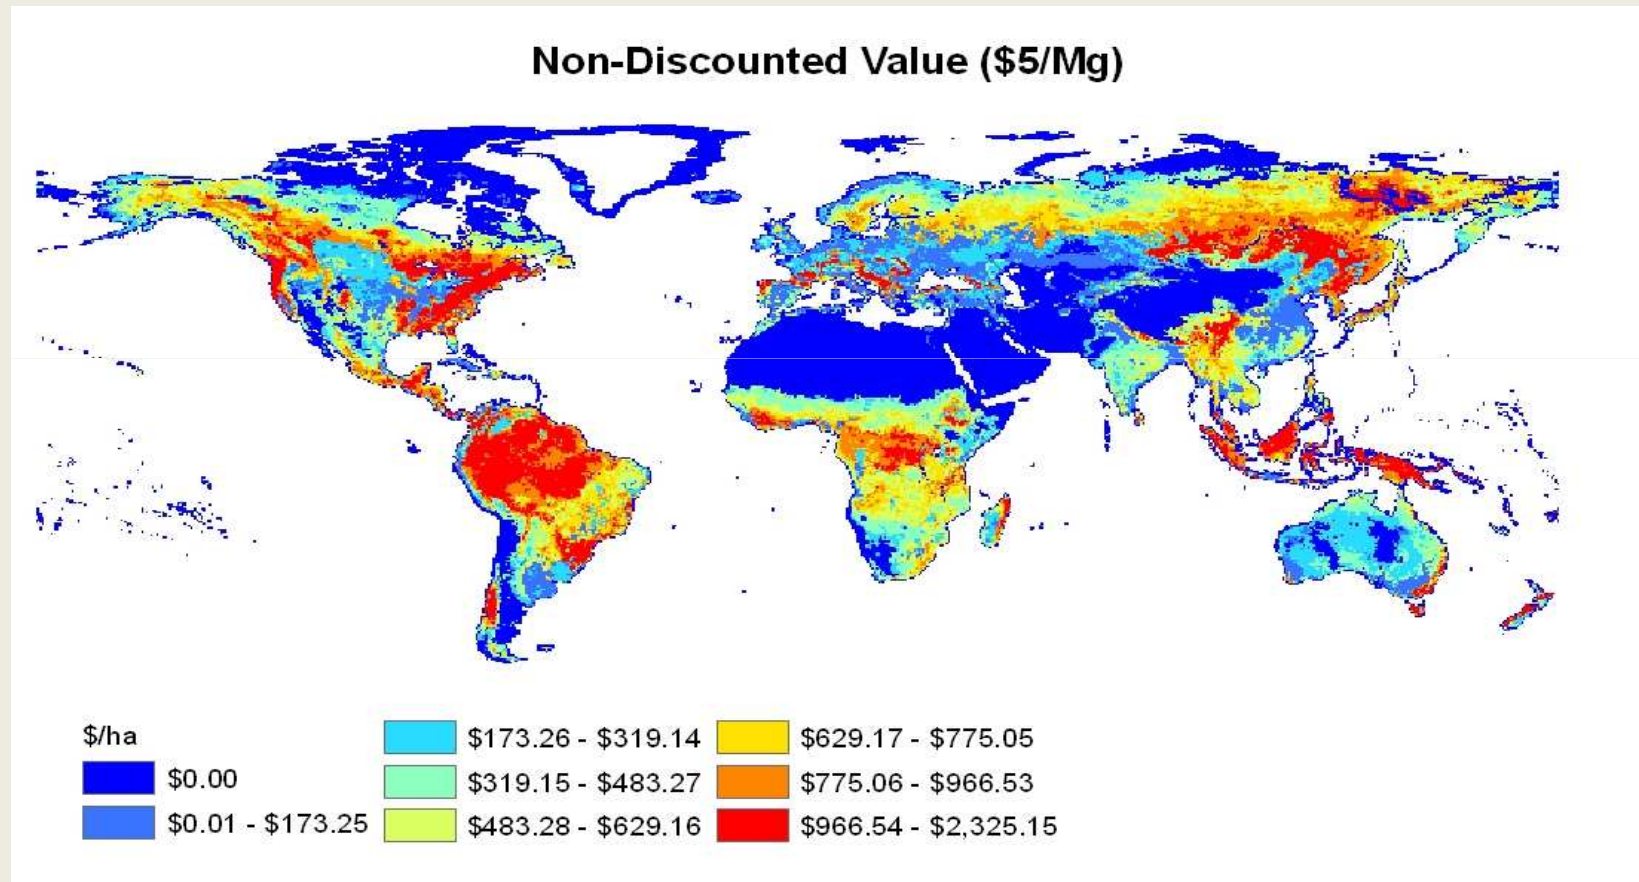 Non-Discounted Value ($5/Mg)
$/ha
$0.00
$0.01 - $173.25
$173.26 - $319.14
$319.15 - $483.27
$483.28 - $629.16
$629.17 - $775.05
$775.06 - $966.53
$966.54 - $2,325.15